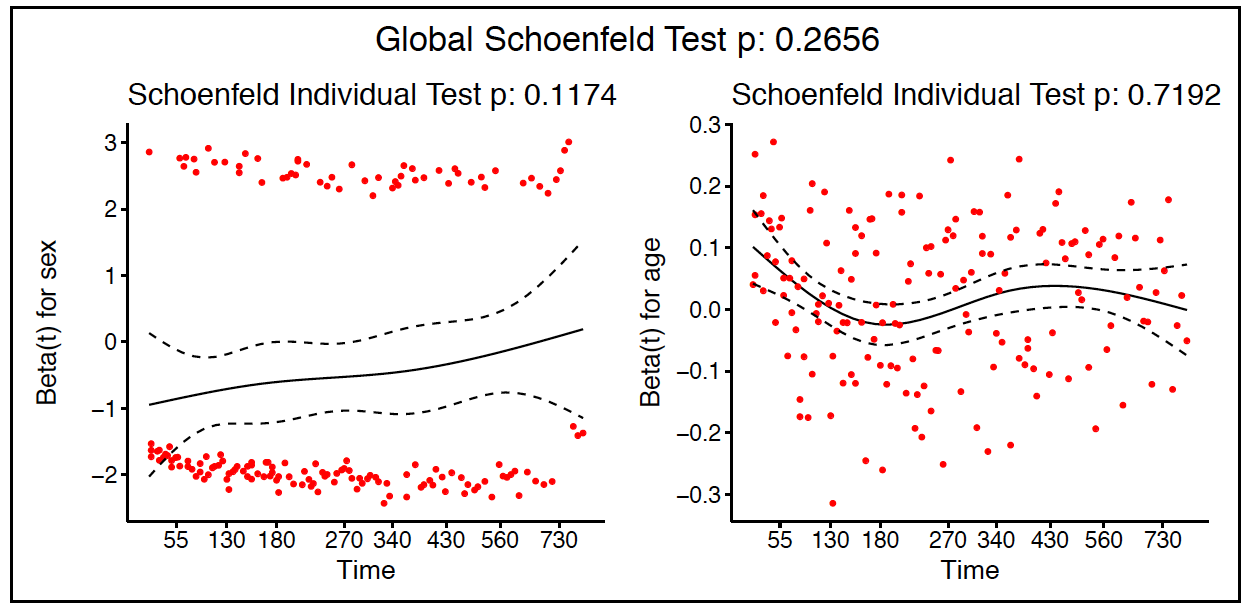 Global Schoenfeld Test p: 0.2656
Schoenfeld Individual Test p: 0.1174
Beta(t) for sex
3
2
1
0
−1
−2
55 130 180 270 340 430 560 730
Time
Schoenfeld Individual Test p: 0.7192
Beta(t) for age
0.3
0.2
0.1
0.0
−0.1
−0.2
−0.3
55 130 180 270 340 430 560 730
Time